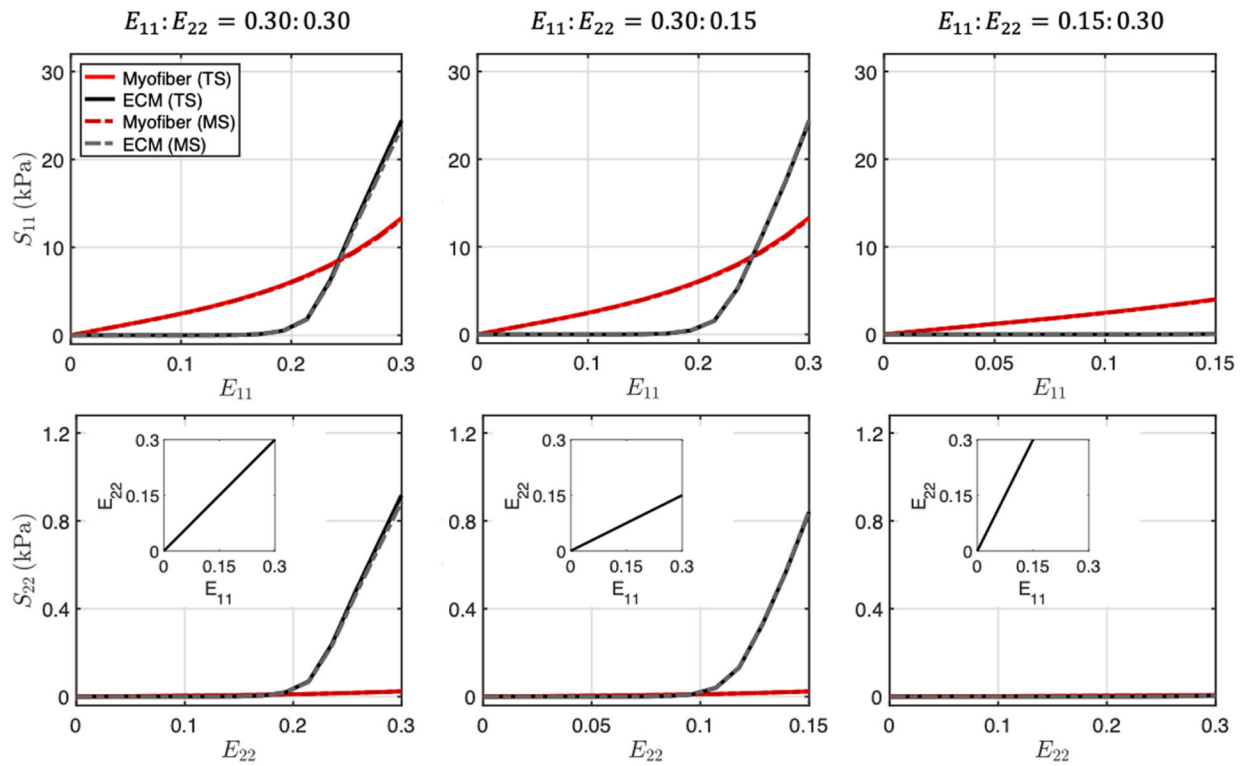 E₁₁:E₂₂ = 0.30:0.30
E₁₁:E₂₂ = 0.30:0.15
E₁₁:E₂₂ = 0.15:0.30
Myofiber (TS)
ECM (TS)
Myofiber (MS)
ECM (MS)
S₁₁ (kPa)
30
20
10
0
0 0.1 0.2 0.3
E₁₁
30
20
10
0
0 0.1 0.2 0.3
E₁₁
30
20
10
0
0 0.05 0.1 0.15
E₁₁
S₂₂ (kPa)
1.2
0.8
0.4
0
0 0.1 0.2 0.3
E₂₂
0.3
0.15
0
E₂₂
0 0.15 0.3
E₁₁
1.2
0.8
0.4
0
0 0.05 0.1 0.15
E₂₂
0.3
0.15
0
E₂₂
0 0.15 0.3
E₁₁
1.2
0.8
0.4
0
0 0.1 0.2 0.3
E₂₂
0.3
0.15
0
E₂₂
0 0.15 0.3
E₁₁